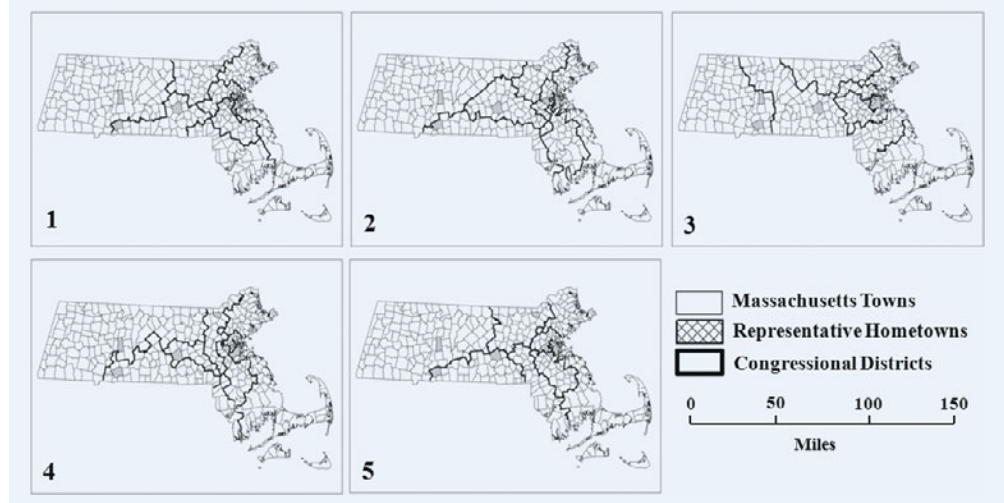 1
2
3
4
5
Massachusetts Towns
Representative Hometowns
Congressional Districts
0 50 100 150
Miles